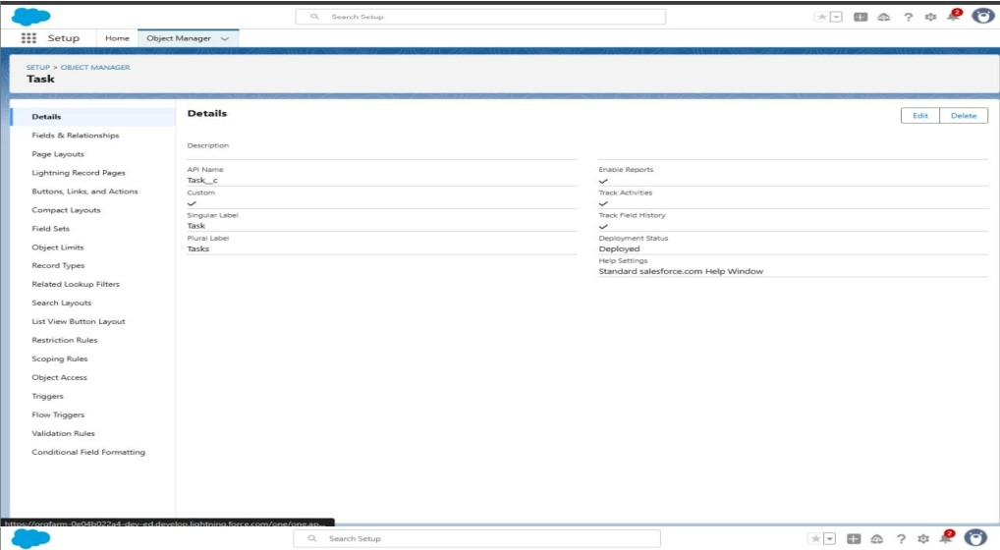 Search Setup
2
Setup Home Object Manager
SETUP > OBJECT MANAGER
Task
Details
Fields & Relationships
Page Layouts
Lightning Record Pages
Buttons, Links, and Actions
Compact Layouts
Field Sets
Object Limits
Record Types
Related Lookup Filters
Search Layouts
List View Button Layout
Restriction Rules
Scoping Rules
Object Access
Triggers
Flow Triggers
Validation Rules
Conditional Field Formatting
Details
Edit Delete
Description
API Name
Task__c
Custom
Singular Label
Task
Plural Label
Tasks
Enable Reports
Track Activities
Track Field History
Deployment Status
Deployed
Help Settings
Standard salesforce.com Help Window
https://orgfarm-0e04b022a4-dev-ed.develop.lightning.force.com/one/one.ap...
Search Setup
2